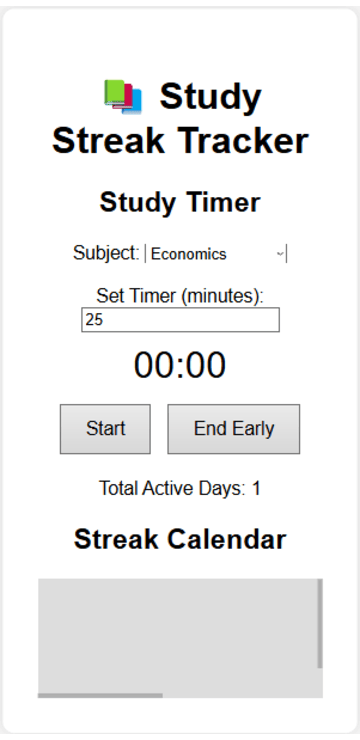 📚 Study
Streak Tracker
Study Timer
Subject: Economics
Set Timer (minutes):
25
00:00
Start End Early
Total Active Days: 1
Streak Calendar